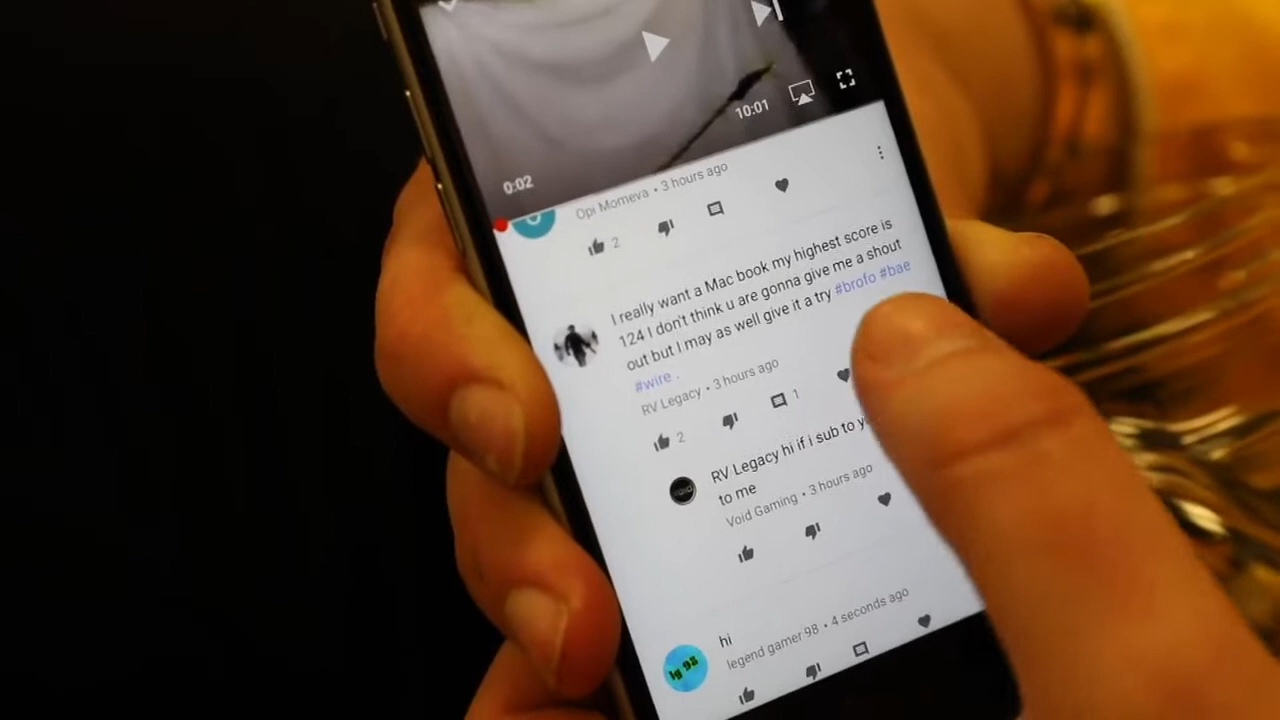 10:01
0:02
Opi Momeva • 3 hours ago
2
I really want a Mac book my highest score is
124 I don't think u are gonna give me a shout
out but I may as well give it a try #brofo #bae
#wire .
RV Legacy • 3 hours ago
2
1
RV Legacy hi if i sub to
to me
Void Gaming • 3 hours ago
hi
legend gamer 98 • 4 seconds ago
lg 98